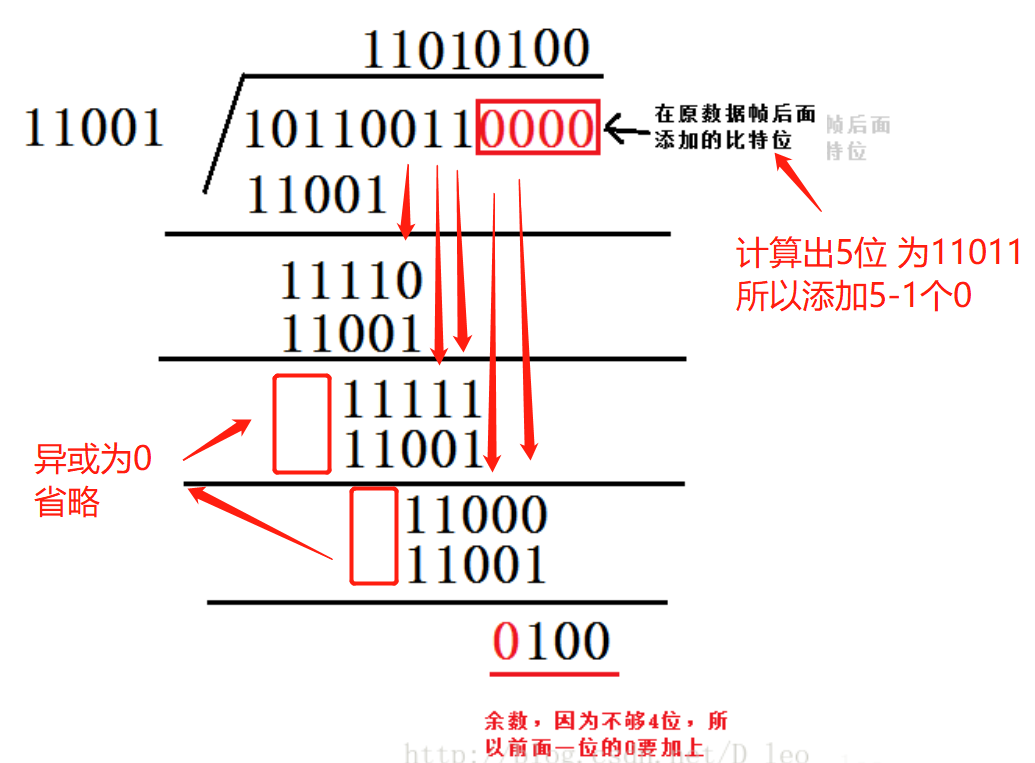 11010100
11001
101100110000
在原数据帧后面
添加的比特位
帧后面
特位
11001
计算出5位 为11011
所以添加5-1个0
11110
11001
11111
11001
异或为0
省略
11000
11001
0100
余数，因为不够4位，所
以前面一位的0要加上
http://blog.csdn.net/D_leo